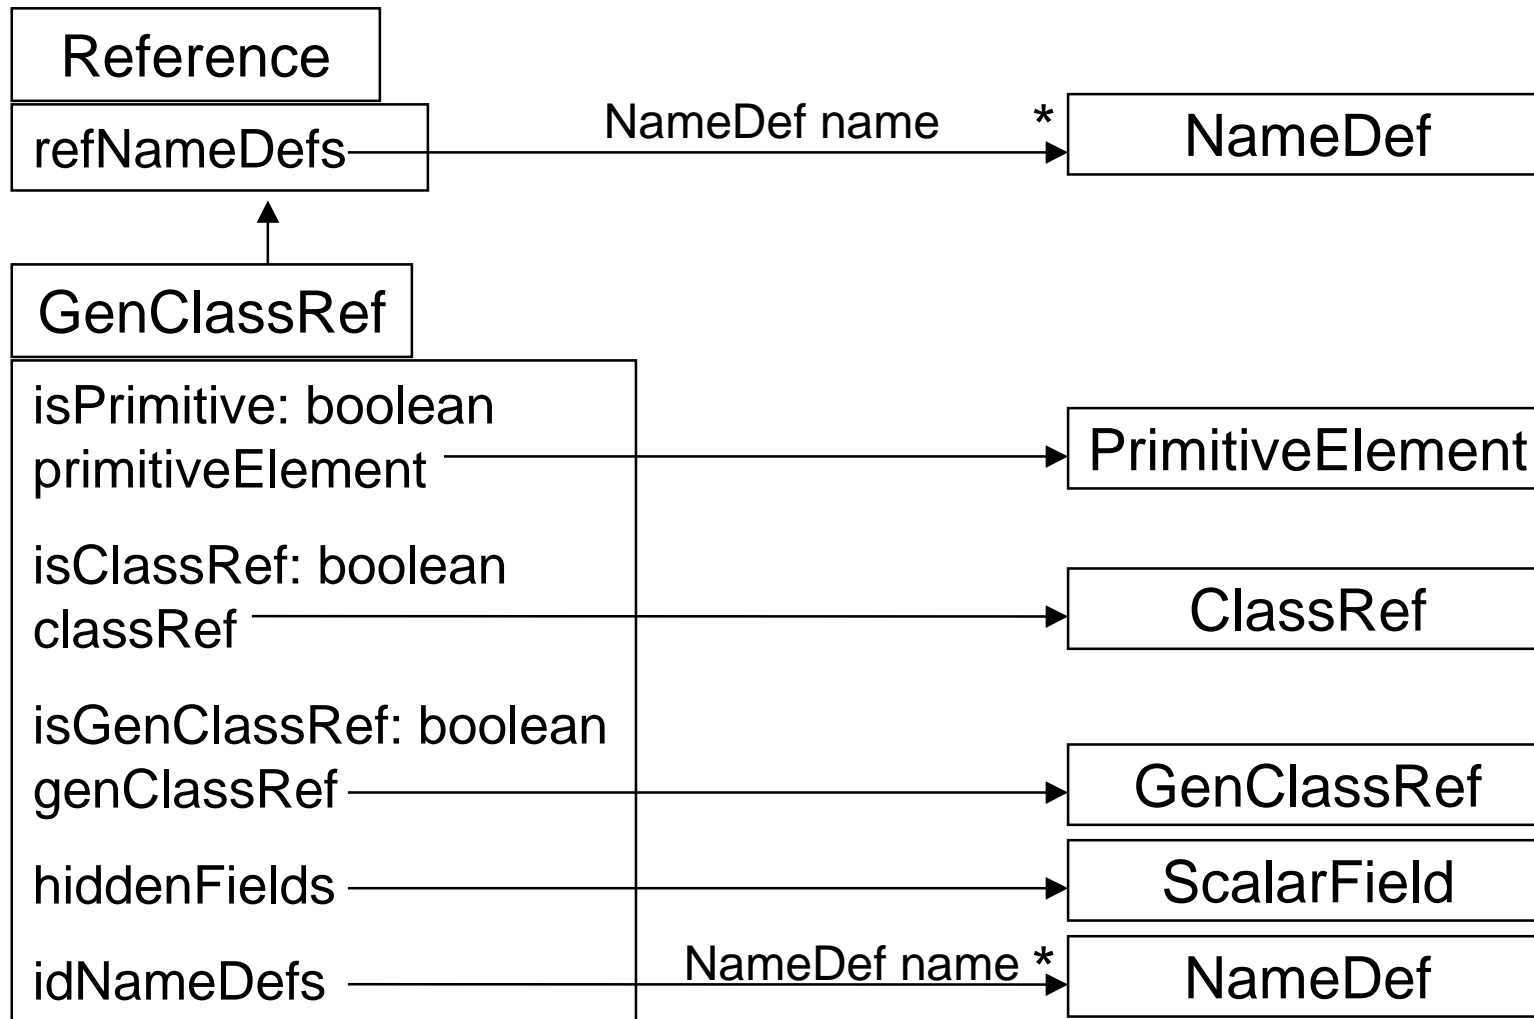 Reference
refNameDefs NameDef name * NameDef
GenClassRef
isPrimitive: boolean
primitiveElement PrimitiveElement
isClassRef: boolean
classRef ClassRef
isGenClassRef: boolean
genClassRef GenClassRef
hiddenFields ScalarField
idNameDefs NameDef name * NameDef